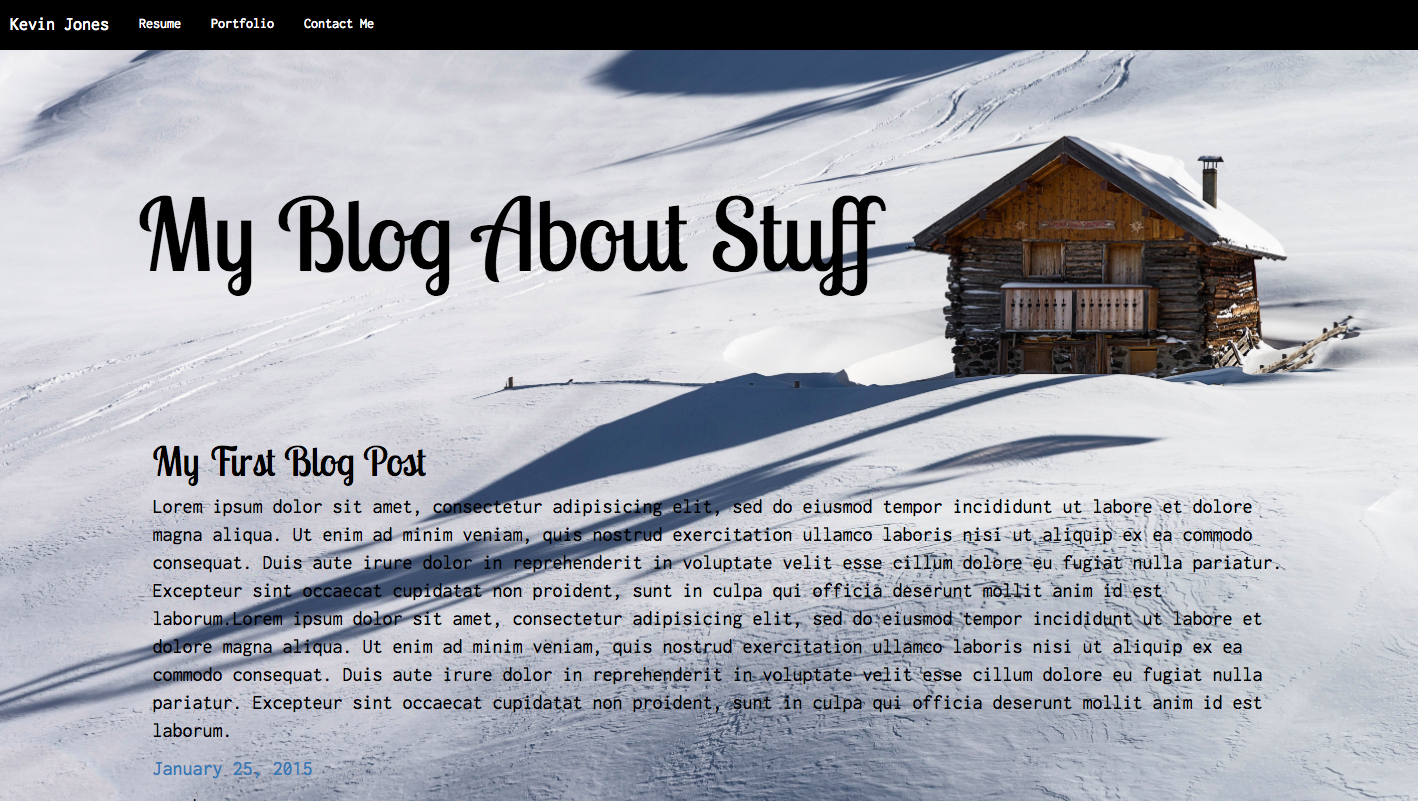 Kevin Jones Resume Portfolio Contact Me
My Blog About Stuff
My First Blog Post
Lorem ipsum dolor sit amet, consectetur adipisicing elit, sed do eiusmod tempor incididunt ut labore et dolore
magna aliqua. Ut enim ad minim veniam, quis nostrud exercitation ullamco laboris nisi ut aliquip ex ea commodo
consequat. Duis aute irure dolor in reprehenderit in voluptate velit esse cillum dolore eu fugiat nulla pariatur.
Excepteur sint occaecat cupidatat non proident, sunt in culpa qui officia deserunt mollit anim id est
laborum.Lorem ipsum dolor sit amet, consectetur adipisicing elit, sed do eiusmod tempor incididunt ut labore et
dolore magna aliqua. Ut enim ad minim veniam, quis nostrud exercitation ullamco laboris nisi ut aliquip ex ea
commodo consequat. Duis aute irure dolor in reprehenderit in voluptate velit esse cillum dolore eu fugiat nulla
pariatur. Excepteur sint occaecat cupidatat non proident, sunt in culpa qui officia deserunt mollit anim id est
laborum.
January 25, 2015